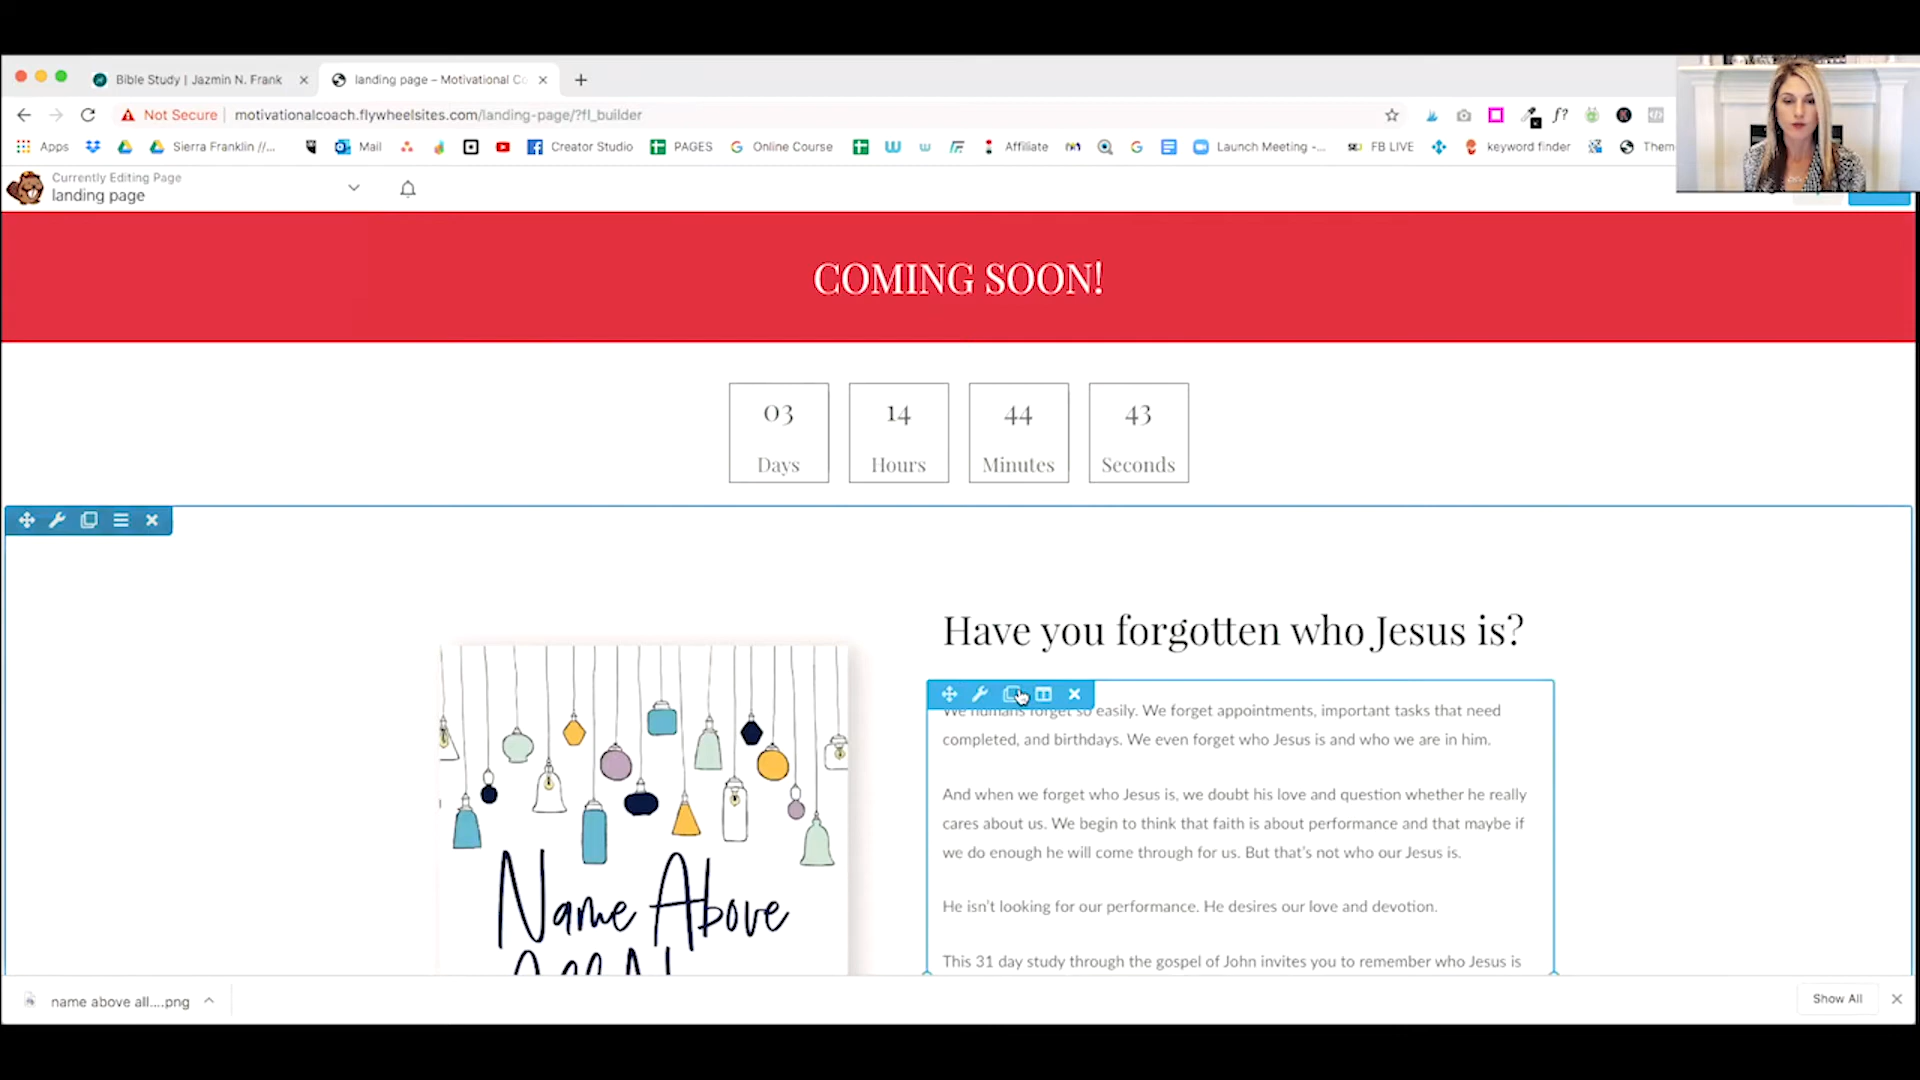 Bible Study | Jazmin N. Frank
landing page – Motivational Co
Not Secure
motivationalcoach.flywheelsites.com/landing-page/?fl_builder
f?
Apps
Sierra Franklin //...
Mail
Creator Studio
PAGES
Online Course
Affiliate
Launch Meeting -...
FB LIVE
keyword finder
Them
Currently Editing Page
landing page
COMING SOON!
03
14
44
43
Days
Hours
Minutes
Seconds
Have you forgotten who Jesus is?
We humans forget so easily. We forget appointments, important tasks that need
completed, and birthdays. We even forget who Jesus is and who we are in him.
And when we forget who Jesus is, we doubt his love and question whether he really
cares about us. We begin to think that faith is about performance and that maybe if
we do enough he will come through for us. But that's not who our Jesus is.
He isn't looking for our performance. He desires our love and devotion.
This 31 day study through the gospel of John invites you to remember who Jesus is
Name Above
name above all....png
Show All